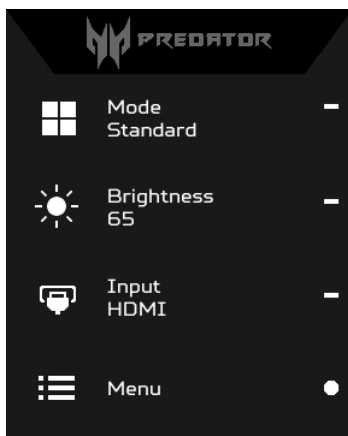 PREDATOR
Mode
Standard
Brightness
65
Input
HDMI
Menu